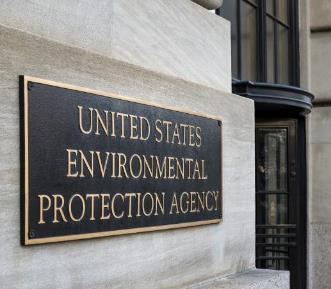 UNITED STATES
ENVIRONMENTAL
PROTECTION AGENCY